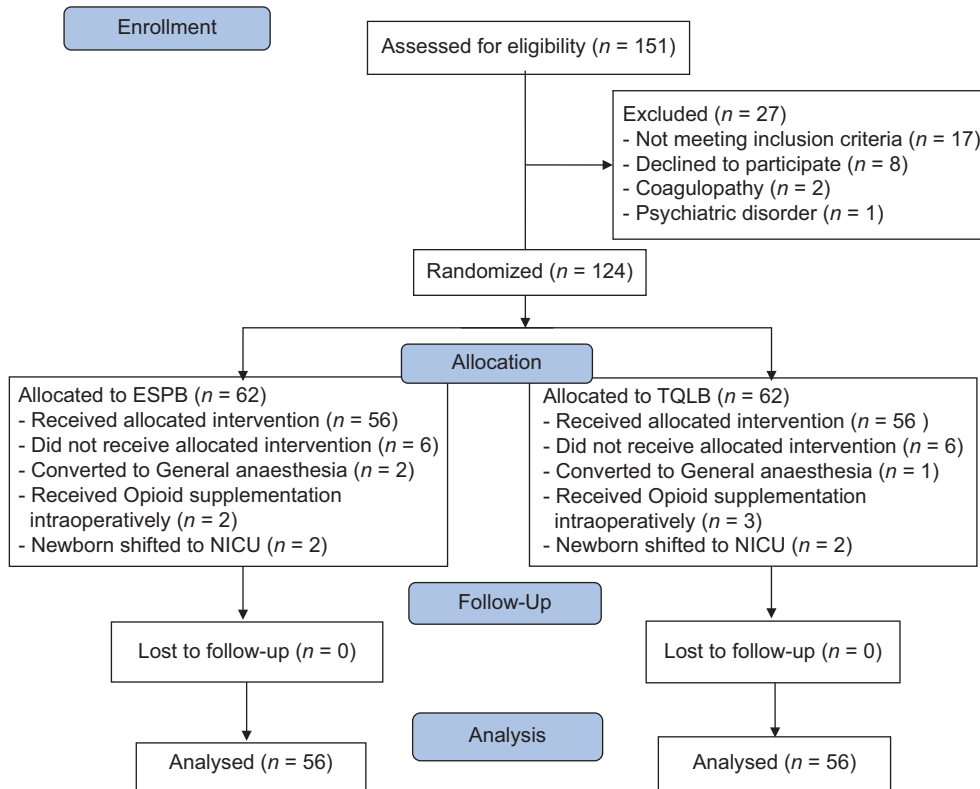 Enrollment
Assessed for eligibility (n = 151)
Excluded (n = 27)
- Not meeting inclusion criteria (n = 17)
- Declined to participate (n = 8)
- Coagulopathy (n = 2)
- Psychiatric disorder (n = 1)
Randomized (n = 124)
Allocation
Allocated to ESPB (n = 62)
- Received allocated intervention (n = 56)
- Did not receive allocated intervention (n = 6)
- Converted to General anaesthesia (n = 2)
- Received Opioid supplementation
intraoperatively (n = 2)
- Newborn shifted to NICU (n = 2)
Allocated to TQLB (n = 62)
- Received allocated intervention (n = 56 )
- Did not receive allocated intervention (n = 6)
- Converted to General anaesthesia (n = 1)
- Received Opioid supplementation
intraoperatively (n = 3)
- Newborn shifted to NICU (n = 2)
Follow-Up
Lost to follow-up (n = 0)
Lost to follow-up (n = 0)
Analysis
Analysed (n = 56)
Analysed (n = 56)